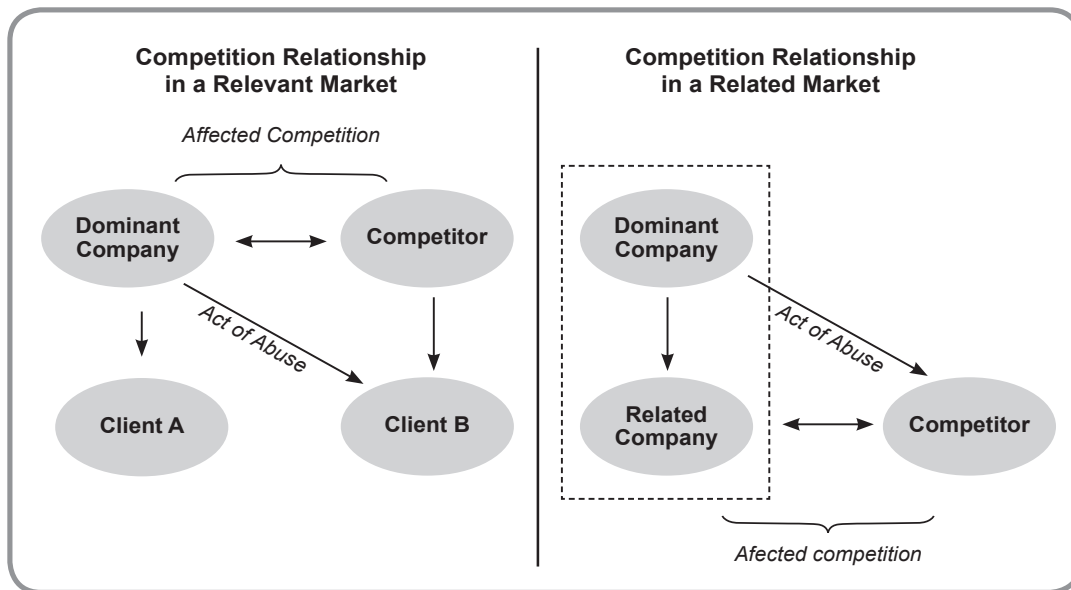 Competition Relationship
in a Relevant Market
Affected Competition
Dominant
Company
Competitor
Act of Abuse
Client A
Client B
Competition Relationship
in a Related Market
Dominant
Company
Act of Abuse
Related
Company
Competitor
Afected competition